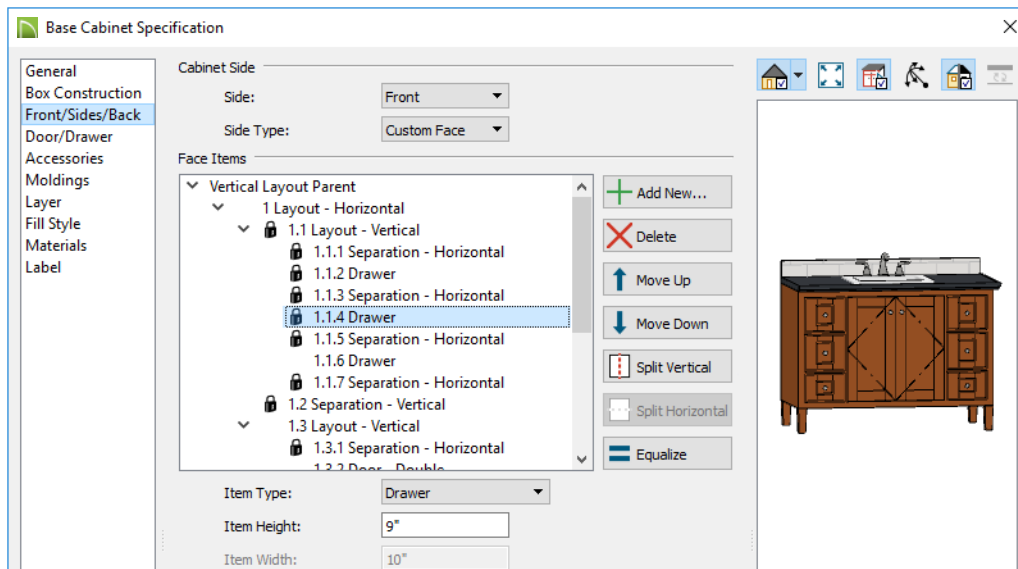 Base Cabinet Specification
General
Box Construction
Front/Sides/Back
Door/Drawer
Accessories
Moldings
Layer
Fill Style
Materials
Label
Cabinet Side
Side: Front
Side Type: Custom Face
Face Items
Vertical Layout Parent
1 Layout - Horizontal
1.1 Layout - Vertical
1.1.1 Separation - Horizontal
1.1.2 Drawer
1.1.3 Separation - Horizontal
1.1.4 Drawer
1.1.5 Separation - Horizontal
1.1.6 Drawer
1.1.7 Separation - Horizontal
1.2 Separation - Vertical
1.3 Layout - Vertical
1.3.1 Separation - Horizontal
1.3.2 Door - Double
Add New...
Delete
Move Up
Move Down
Split Vertical
Split Horizontal
Equalize
Item Type: Drawer
Item Height: 9"
Item Width: 10"